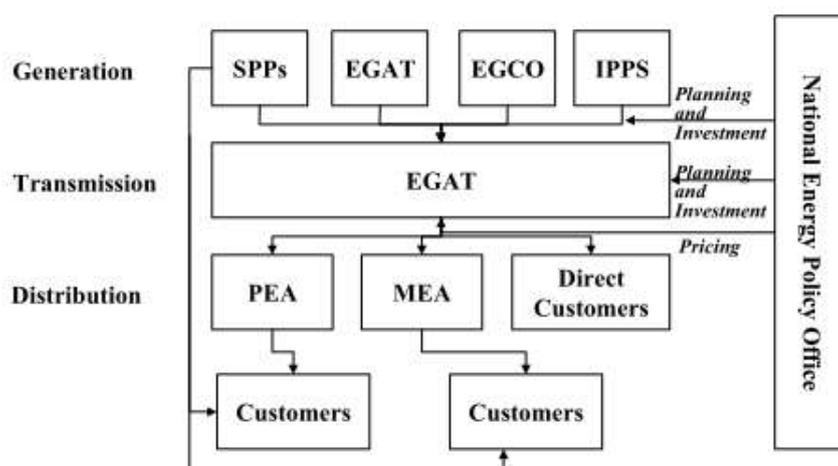 Generation
SPPs
EGAT
EGCO
IPPS
Planning
and
Investment
Transmission
EGAT
Planning
and
Investment
Pricing
Distribution
PEA
MEA
Direct
Customers
Customers
Customers
National Energy Policy Office